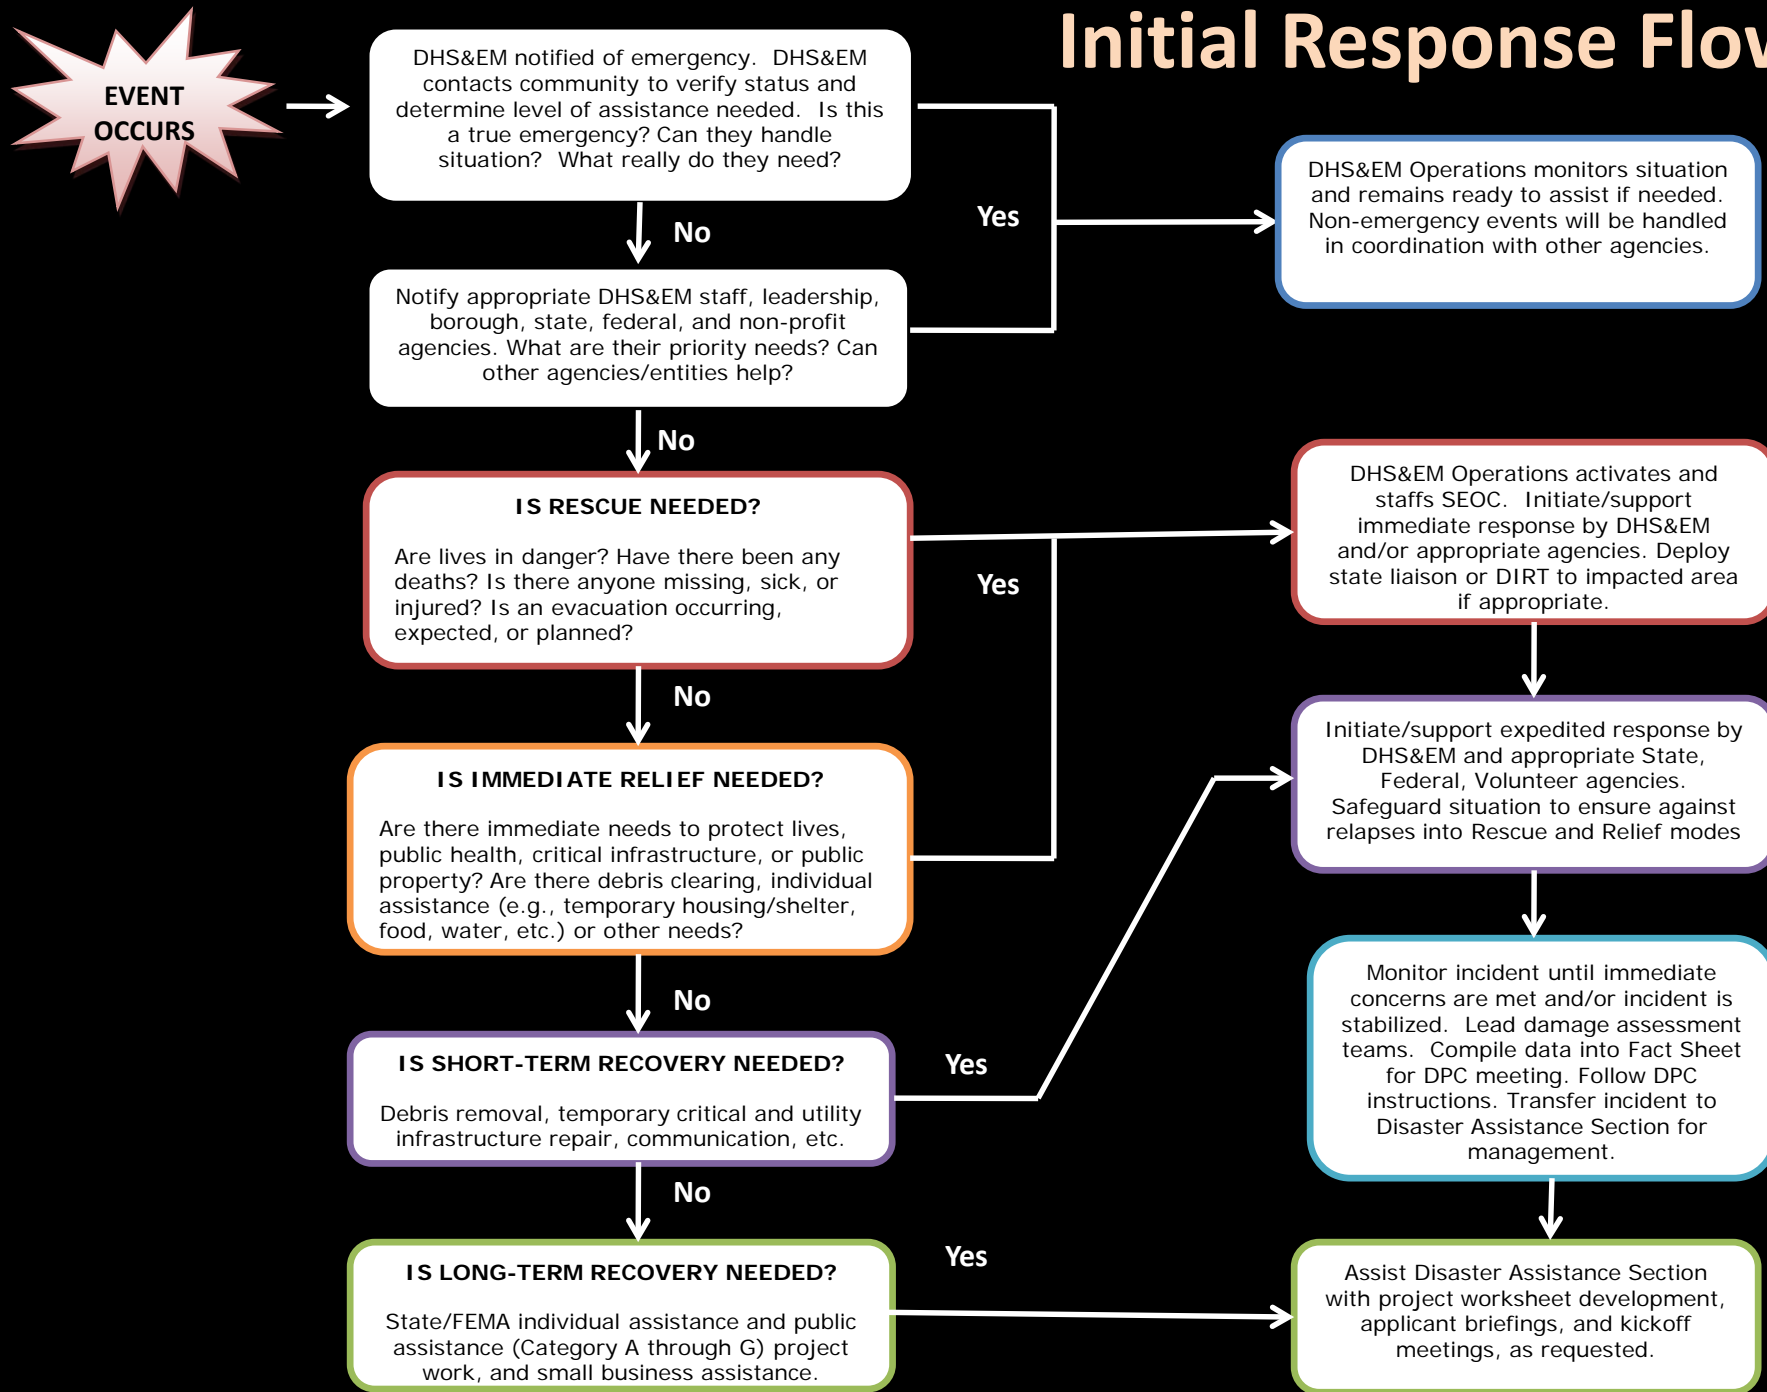 Initial Response Flow
EVENT
OCCURS
DHS&EM notified of emergency.  DHS&EM
contacts community to verify status and
determine level of assistance needed.  Is this
a true emergency? Can they handle
situation?  What really do they need?
Yes
DHS&EM Operations monitors situation
and remains ready to assist if needed.
Non-emergency events will be handled
in coordination with other agencies.
No
Notify appropriate DHS&EM staff, leadership,
borough, state, federal, and non-profit
agencies. What are their priority needs? Can
other agencies/entities help?
No
IS RESCUE NEEDED?
Are lives in danger? Have there been any
deaths? Is there anyone missing, sick, or
injured? Is an evacuation occurring,
expected, or planned?
Yes
DHS&EM Operations activates and
staffs SEOC.  Initiate/support
immediate response by DHS&EM
and/or appropriate agencies. Deploy
state liaison or DIRT to impacted area
if appropriate.
No
IS IMMEDIATE RELIEF NEEDED?
Are there immediate needs to protect lives,
public health, critical infrastructure, or public
property? Are there debris clearing, individual
assistance (e.g., temporary housing/shelter,
food, water, etc.) or other needs?
Initiate/support expedited response by
DHS&EM and appropriate State,
Federal, Volunteer agencies.
Safeguard situation to ensure against
relapses into Rescue and Relief modes
No
IS SHORT-TERM RECOVERY NEEDED?
Debris removal, temporary critical and utility
infrastructure repair, communication, etc.
Yes
Monitor incident until immediate
concerns are met and/or incident is
stabilized.  Lead damage assessment
teams.  Compile data into Fact Sheet
for DPC meeting. Follow DPC
instructions. Transfer incident to
Disaster Assistance Section for
management.
No
IS LONG-TERM RECOVERY NEEDED?
State/FEMA individual assistance and public
assistance (Category A through G) project
work, and small business assistance.
Yes
Assist Disaster Assistance Section
with project worksheet development,
applicant briefings, and kickoff
meetings, as requested.